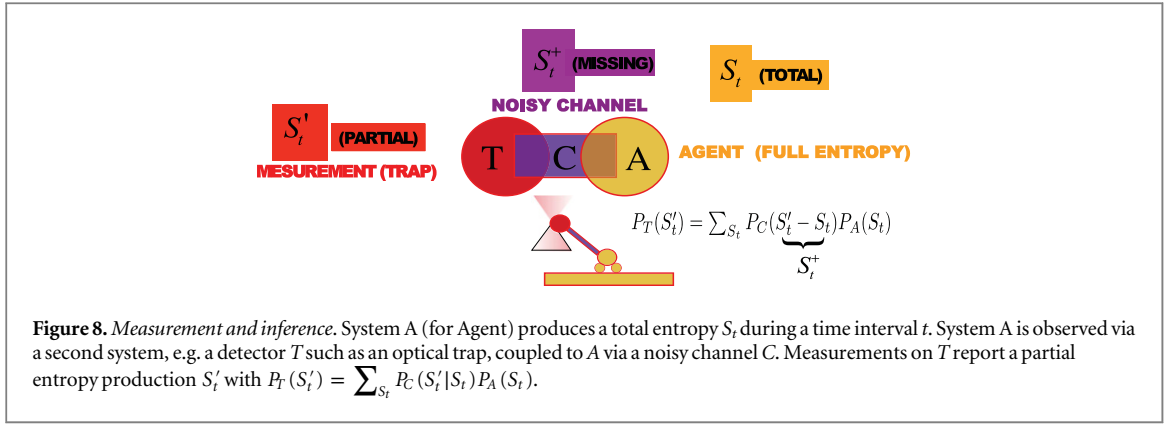 S_t^+ (MISSING)
S_t (TOTAL)
NOISY CHANNEL
S_t' (PARTIAL)
MESUREMENT (TRAP)
T C A
AGENT (FULL ENTROPY)
P_T(S_t′) = ∑_{S_t} P_C(S_t′ − S_t)P_A(S_t)
S_t^+
Figure 8. Measurement and inference. System A (for Agent) produces a total entropy S_t during a time interval t. System A is observed via
a second system, e.g. a detector T such as an optical trap, coupled to A via a noisy channel C. Measurements on T report a partial
entropy production S_t′ with P_T (S_t′) = ∑_{S_t} P_C (S_t′|S_t) P_A (S_t).